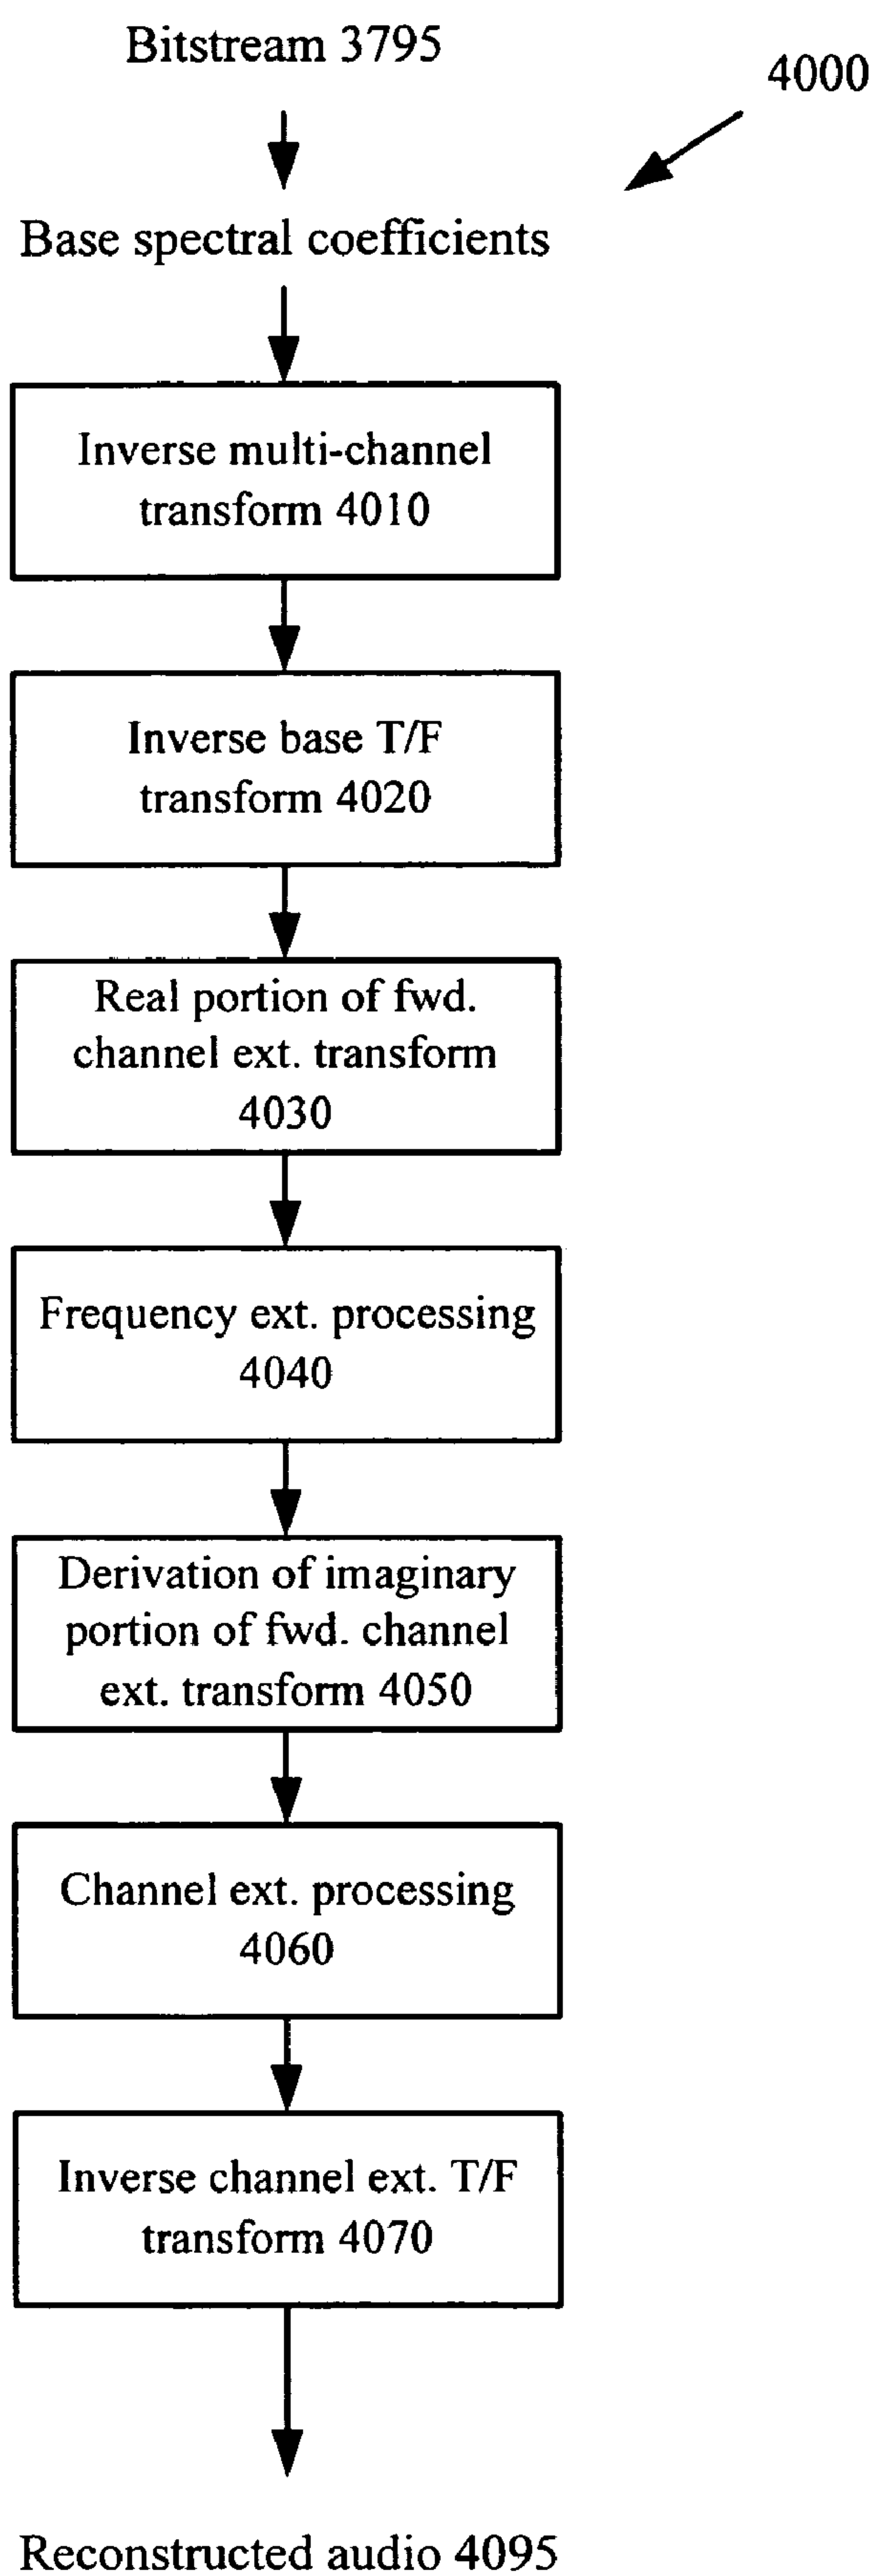 Bitstream 3795
4000
Base spectral coefficients
Inverse multi-channel
transform 4010
Inverse base T/F
transform 4020
Real portion of fwd.
channel ext. transform
4030
Frequency ext. processing
4040
Derivation of imaginary
portion of fwd. channel
ext. transform 4050
Channel ext. processing
4060
Inverse channel ext. T/F
transform 4070
Reconstructed audio 4095